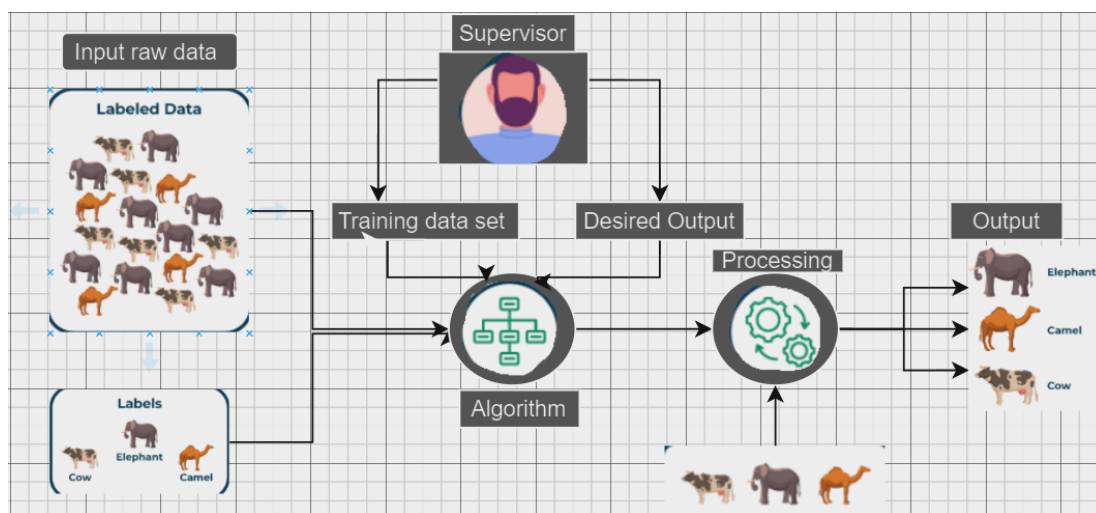 Supervisor
Input raw data
Labeled Data
Training data set
Desired Output
Output
Processing
Elephant
Camel
Cow
Algorithm
Labels
Elephant
Cow
Camel